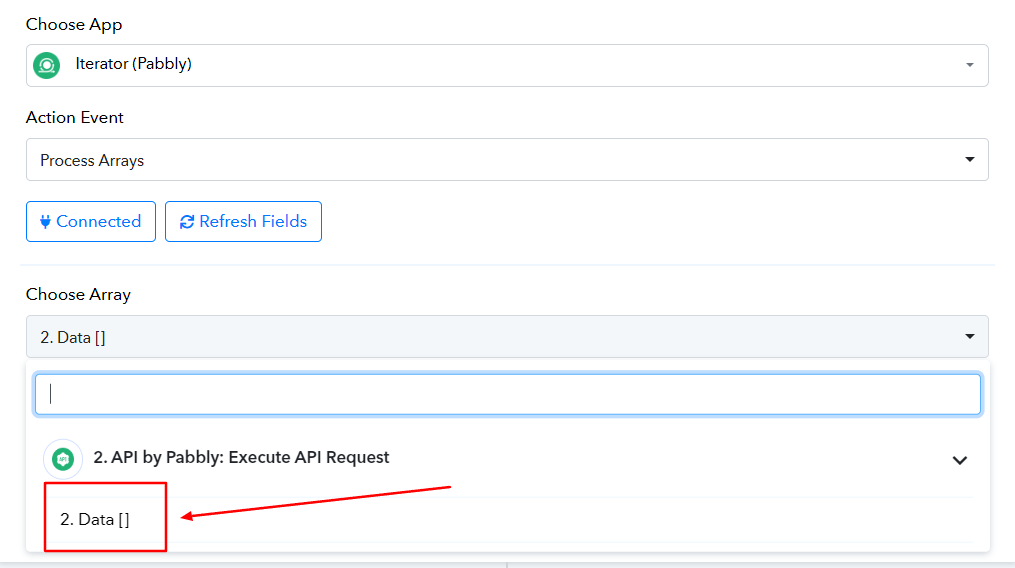 Choose App
Iterator (Pabbly)
Action Event
Process Arrays
Connected
Refresh Fields
Choose Array
2. Data []
API
2. API by Pabbly: Execute API Request
2. Data []